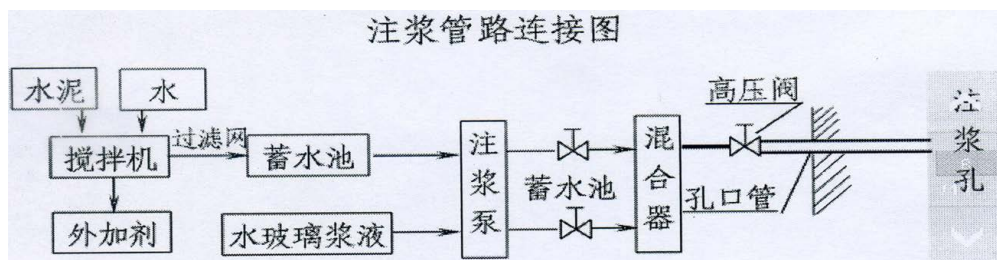 注浆管路连接图
水泥
水
搅拌机
过滤网
蓄水池
外加剂
水玻璃浆液
注浆泵
蓄水池
混合器
高压阀
孔口管
注浆孔